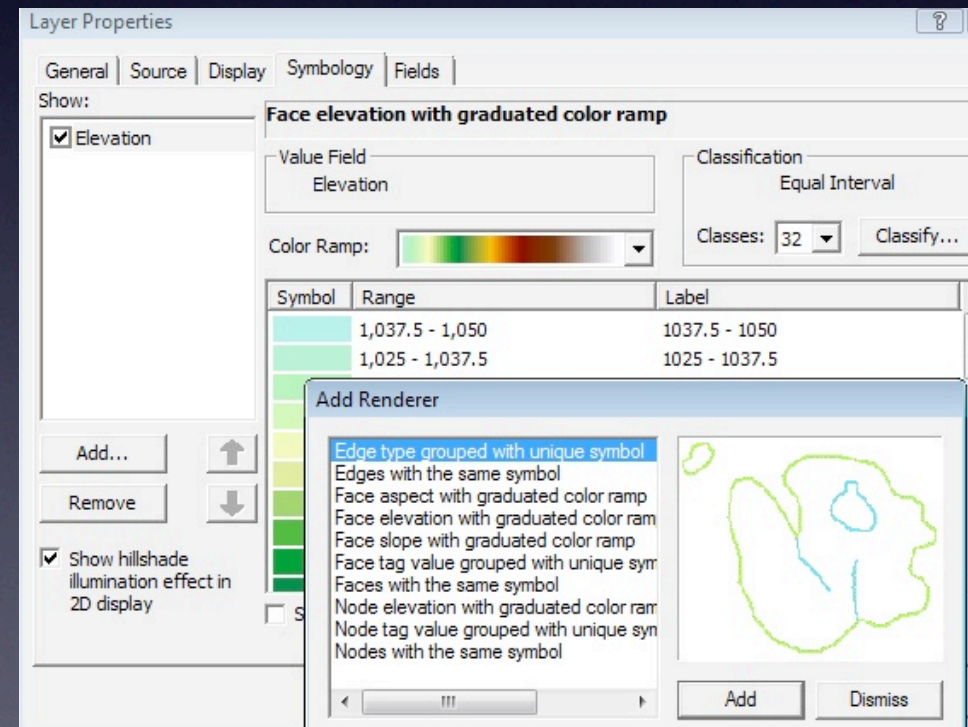 Layer Properties
?
General Source Display Symbology Fields
Show:
Elevation
Face elevation with graduated color ramp
Value Field
Elevation
Classification
Equal Interval
Color Ramp:
Classes: 32 Classify...
Symbol Range Label
1,037.5 - 1,050 1037.5 - 1050
1,025 - 1,037.5 1025 - 1037.5
Add...
Remove
Show hillshade
illumination effect in
2D display
S
Add Renderer
Edge type grouped with unique symbol
Edges with the same symbol
Face aspect with graduated color ramp
Face elevation with graduated color ram
Face slope with graduated color ramp
Face tag value grouped with unique sym
Faces with the same symbol
Node elevation with graduated color ram
Node tag value grouped with unique syn
Nodes with the same symbol
Add Dismiss